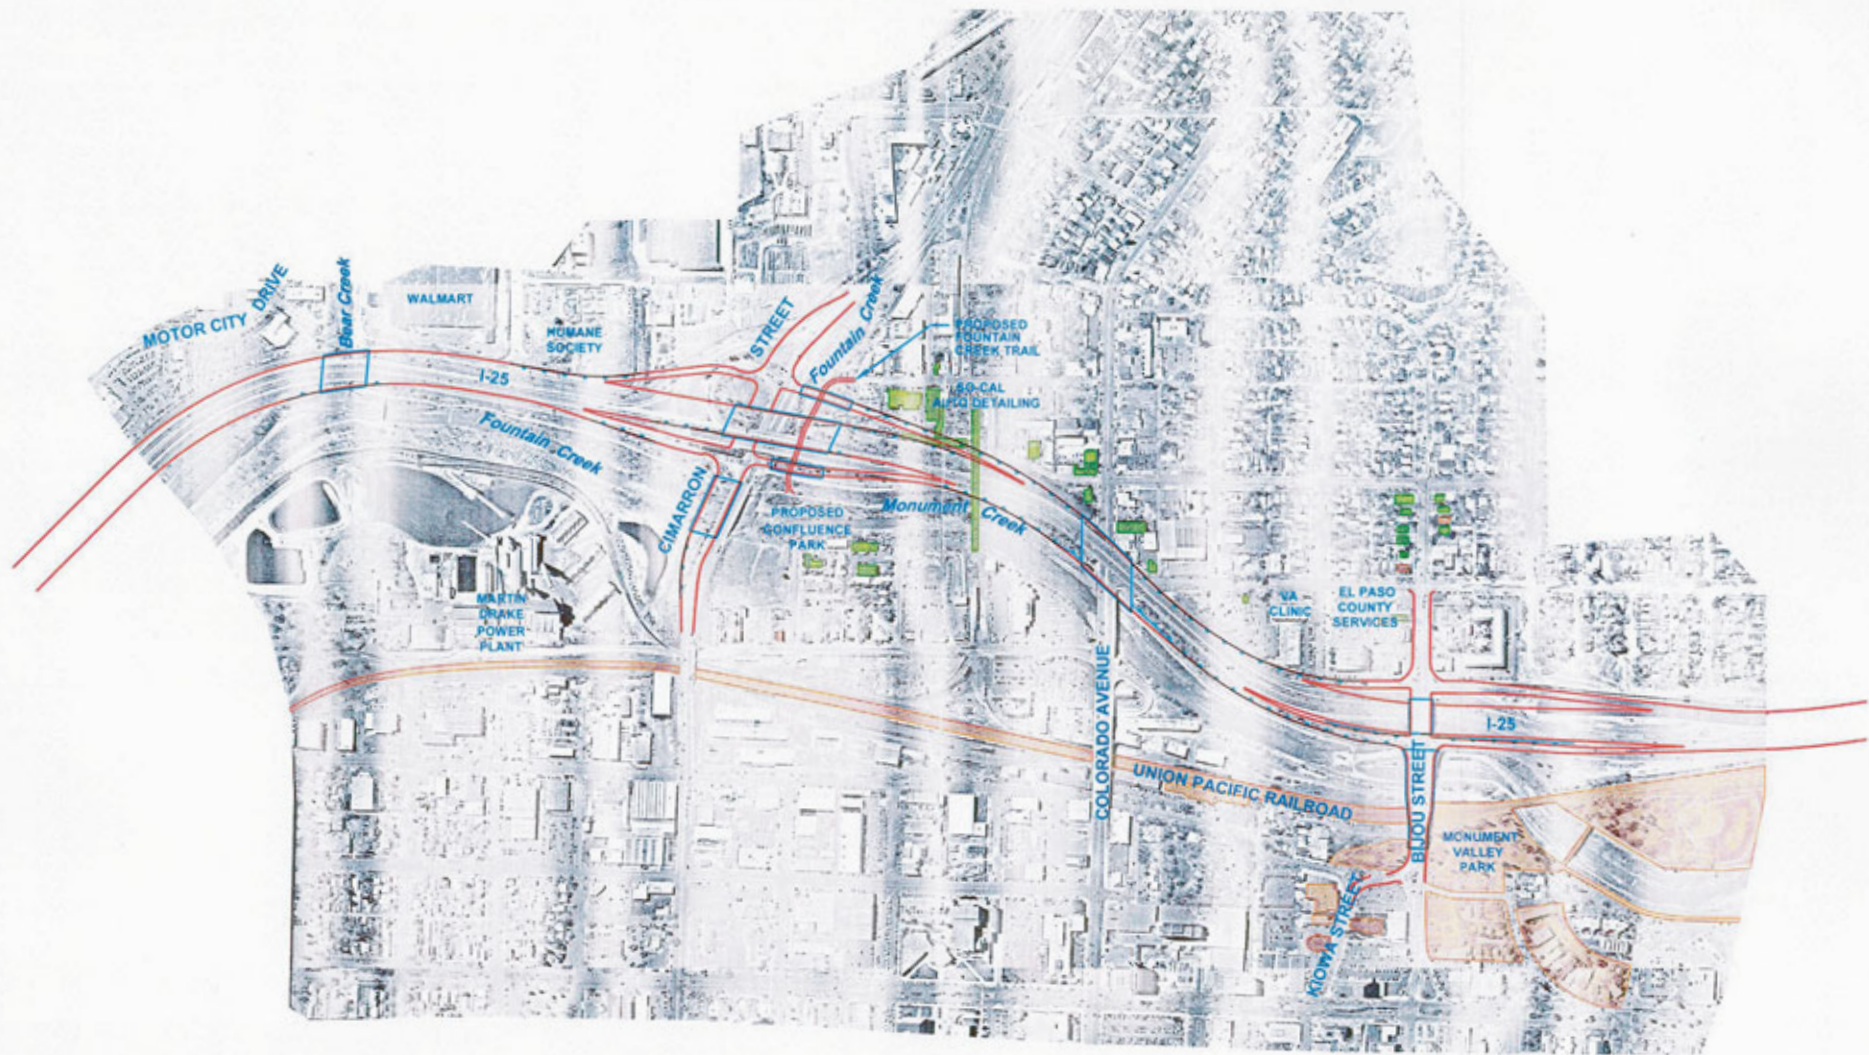 MOTOR CITY DRIVE
Bear Creek
WALMART
HUMANE
SOCIETY
I-25
STREET
Fountain Creek
PROPOSED
FOUNTAIN
CREEK TRAIL
SO CAL
AUTO DETAILING
Fountain Creek
CIMARRON
PROPOSED
CONFLUENCE
PARK
Monument Creek
MARTIN
DRAKE
POWER
PLANT
VA
CLINIC
EL PASO
COUNTY
SERVICES
COLORADO AVENUE
I-25
UNION PACIFIC RAILROAD
BIJOU STREET
MONUMENT
VALLEY
PARK
KIOWA STREET